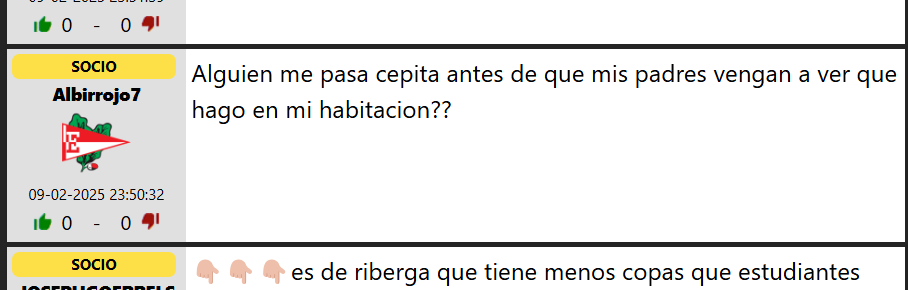 0 - 0
SOCIO
Albirrojo7
09-02-2025 23:50:32
0 - 0
Alguien me pasa cepita antes de que mis padres vengan a ver que
hago en mi habitacion??
SOCIO
👇🏼👇🏼👇🏼es de riberga que tiene menos copas que estudiantes